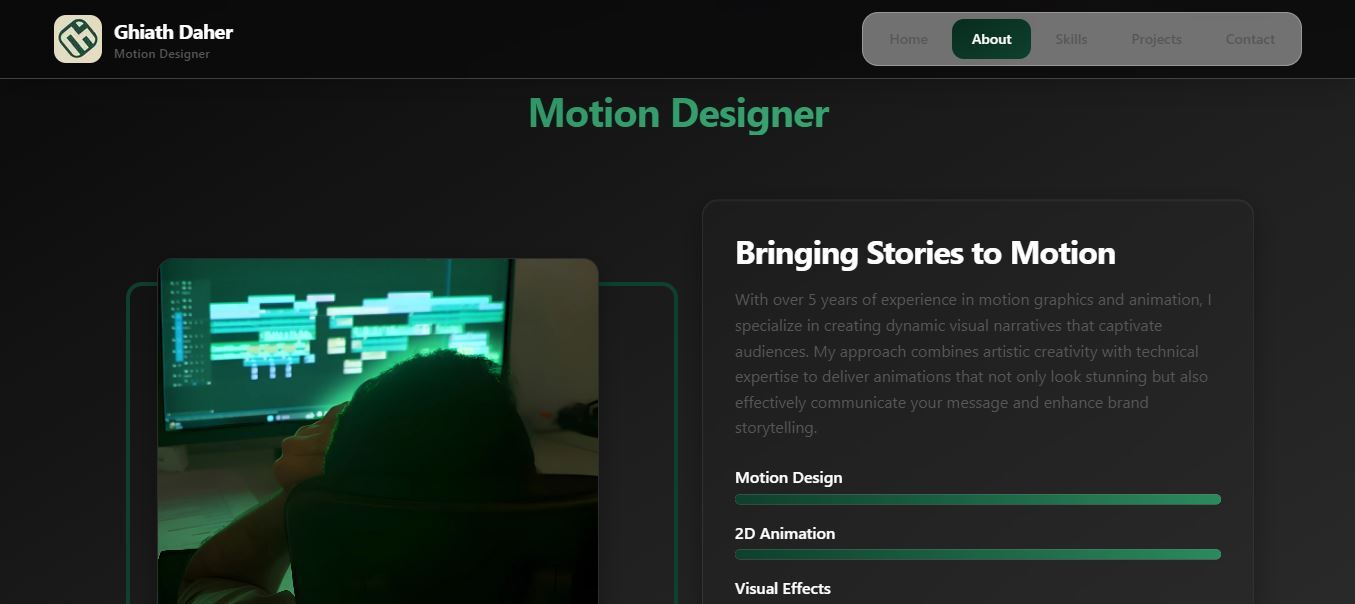 Ghiath Daher
Motion Designer
Home About Skills Projects Contact
Motion Designer
Bringing Stories to Motion
With over 5 years of experience in motion graphics and animation, I
specialize in creating dynamic visual narratives that captivate
audiences. My approach combines artistic creativity with technical
expertise to deliver animations that not only look stunning but also
effectively communicate your message and enhance brand
storytelling.
Motion Design
2D Animation
Visual Effects